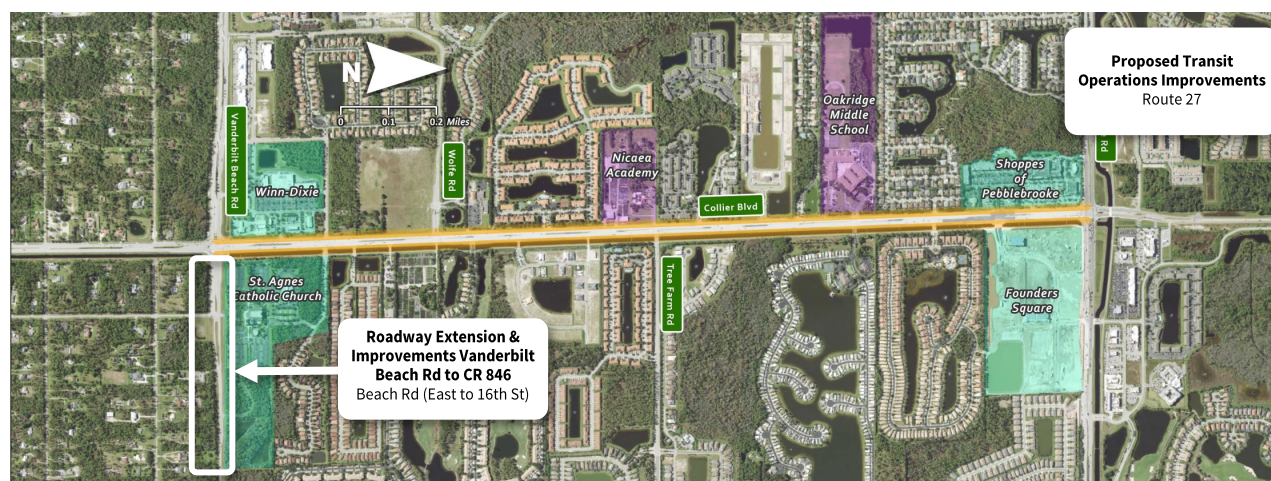 Proposed Transit
Operations Improvements
Route 27
Rd
N
0 0.1 0.2 Miles
Vanderbilt Beach Rd
Winn-Dixie
Wolfe Rd
Nicaea
Academy
Oakridge
Middle
School
Shoppes
of
Pebblebrooke
Collier Blvd
St. Agnes
Catholic Church
Tree Farm Rd
Founders
Square
Roadway Extension &
Improvements Vanderbilt
Beach Rd to CR 846
Beach Rd (East to 16th St)